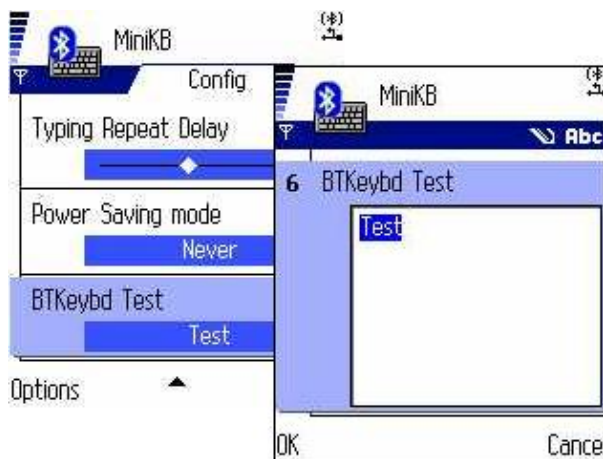 MiniKB
Config
Typing Repeat Delay
Power Saving mode
Never
BTKeybd Test
Test
Options
MiniKB
Abc
6 BTKeybd Test
Test
OK
Cance